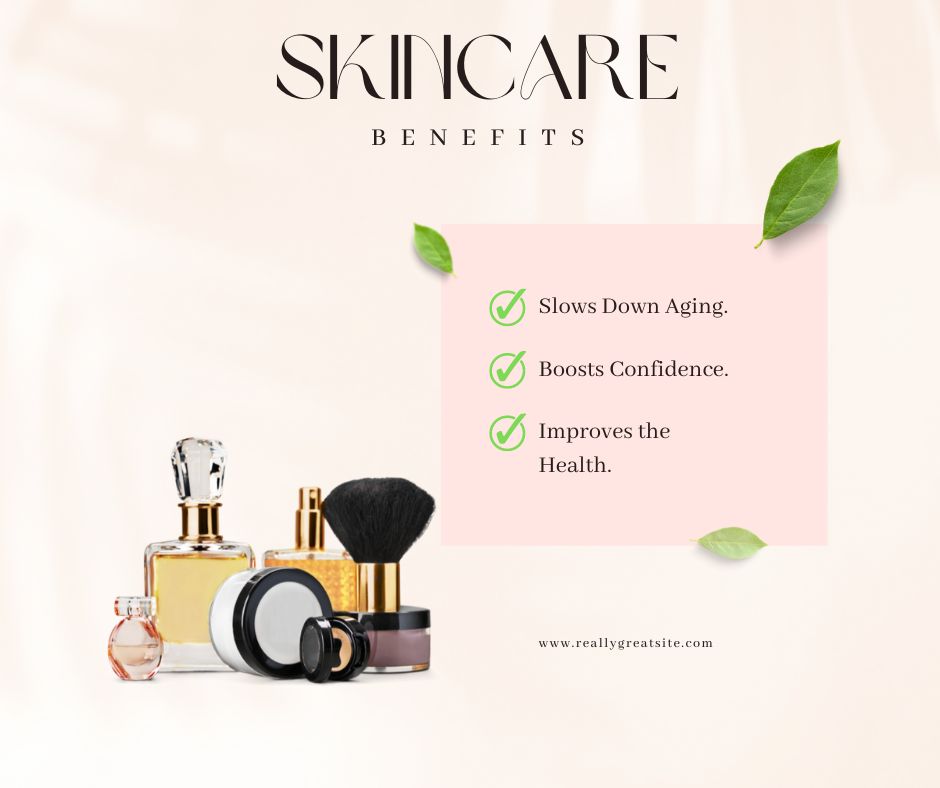 SKINCARE
BENEFITS
Slows Down Aging.
Boosts Confidence.
Improves the
Health.
www.reallygreatsite.com